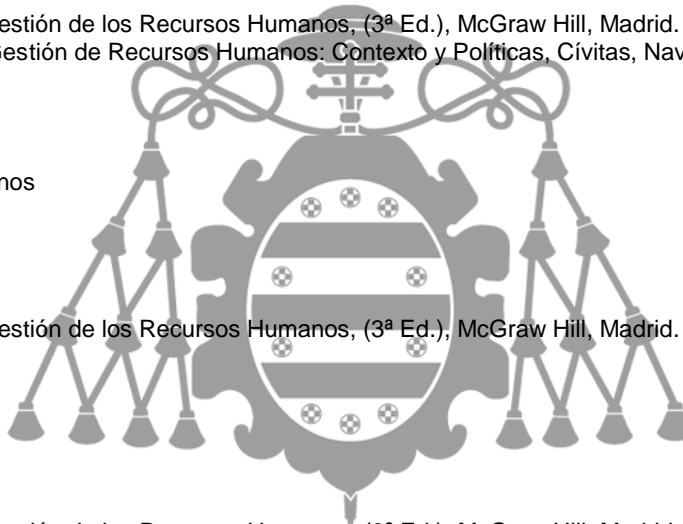 estión de los Recursos Humanos, (3ª Ed.), McGraw Hill, Madrid.
Gestión de Recursos Humanos: Contexto y Políticas, Cívitas, Nav
nos
estión de los Recursos Humanos, (3ª Ed.), McGraw Hill, Madrid.